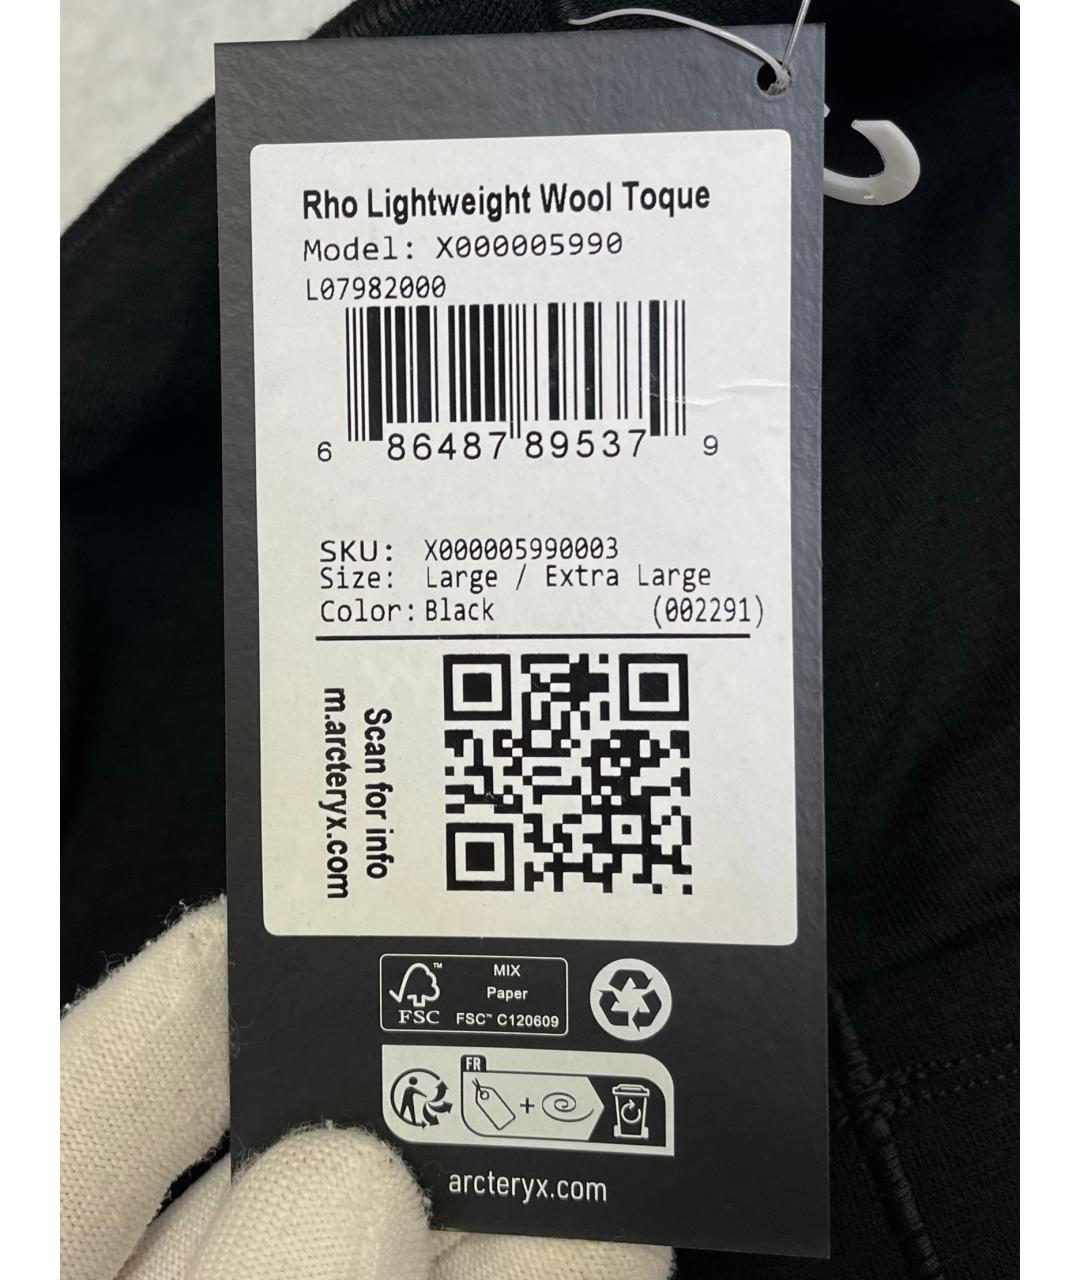 Rho Lightweight Wool Toque
Model: X000005990
L07982000
6 86487 89537 9
SKU: X000005990003
Size: Large / Extra Large
Color: Black (002291)
Scan for info
m.arcteryx.com
FSC™
MIX
Paper
FSC™ C120609
FR
+
arcteryx.com